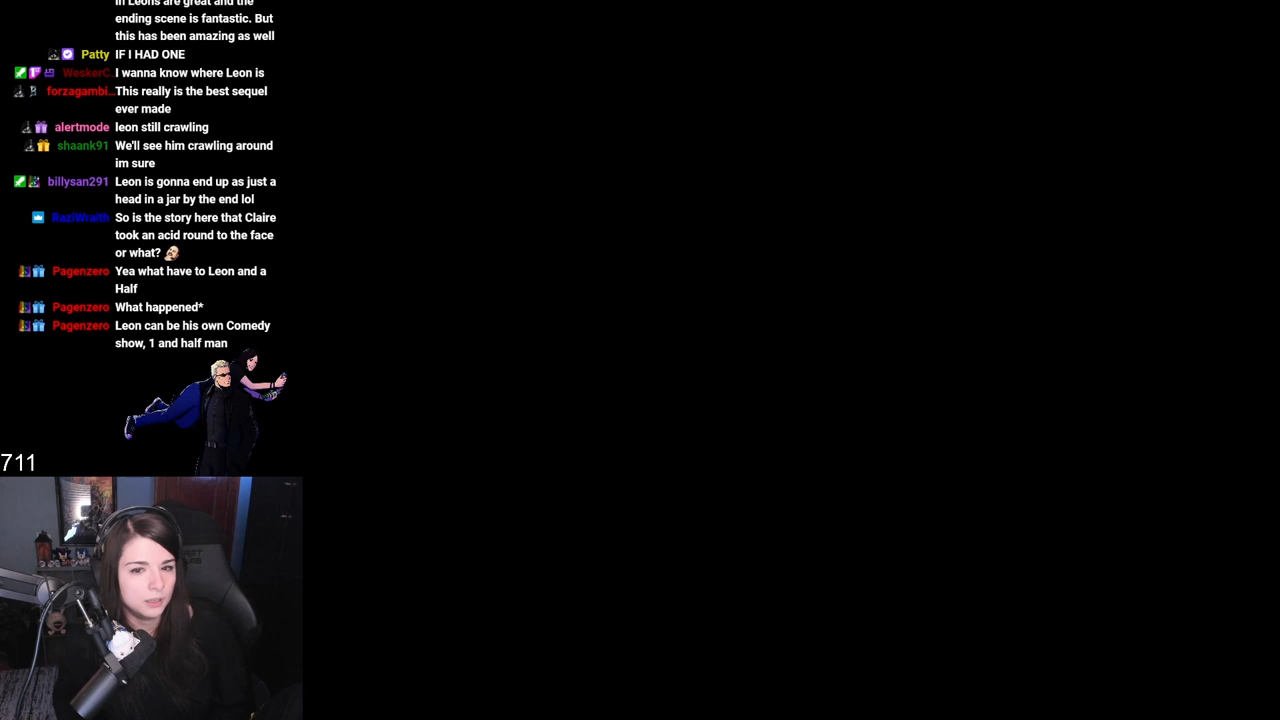 in Leons are great and the
ending scene is fantastic. But
this has been amazing as well
Patty IF I HAD ONE
WeskerC... I wanna know where Leon is
forzagambi... This really is the best sequel
ever made
alertmode leon still crawling
shaank91 We'll see him crawling around
im sure
billysan291 Leon is gonna end up as just a
head in a jar by the end lol
RaziWraith So is the story here that Claire
took an acid round to the face
or what?
Pagenzero Yea what have to Leon and a
Half
Pagenzero What happened*
Pagenzero Leon can be his own Comedy
show, 1 and half man
711